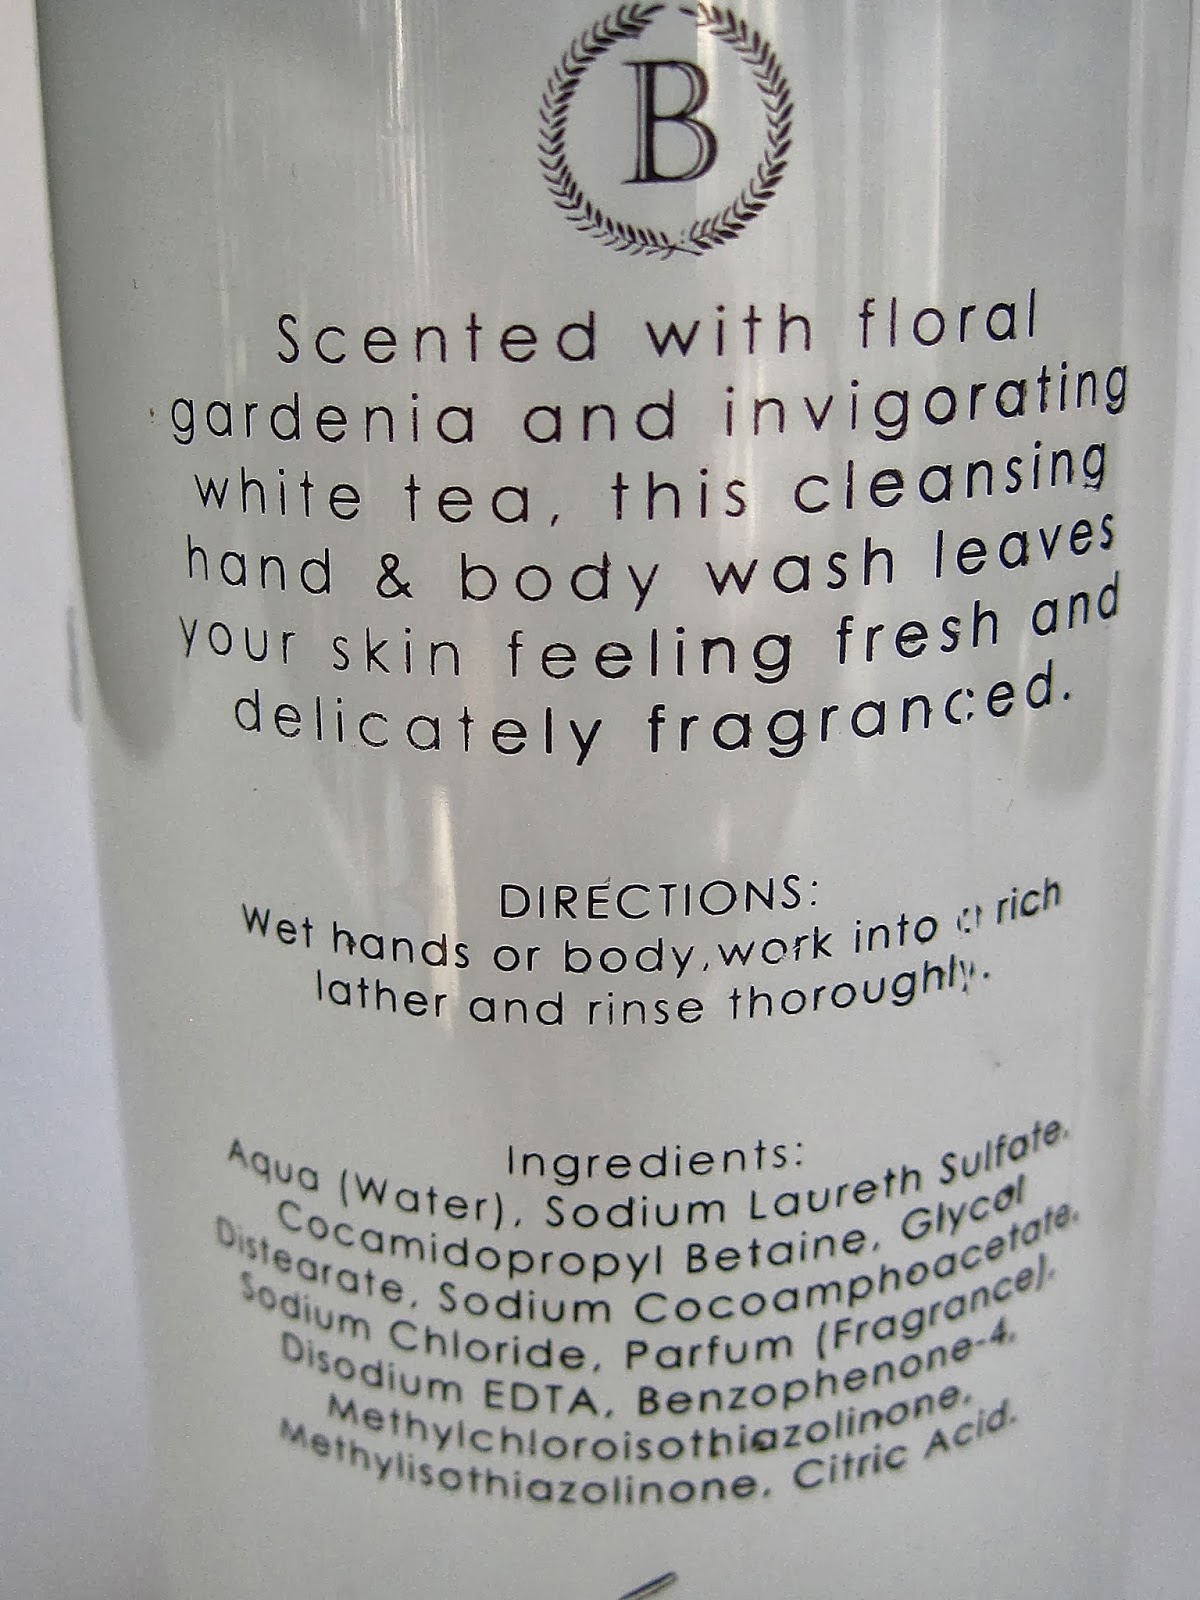 B
Scented with floral
gardenia and invigorating
white tea, this cleansing
hand & body wash leaves
your skin feeling fresh and
delicately fragranced.
DIRECTIONS:
Wet hands or body,work into a rich
lather and rinse thoroughly.
Ingredients:
Aqua (Water), Sodium Laureth Sulfate,
Cocamidopropyl Betaine, Glycol
Distearate, Sodium Cocoamphoacetate,
Sodium Chloride, Parfum (Fragrance),
Disodium EDTA, Benzophenone-4,
Methylchloroisothiazolinone,
Methylisothiazolinone, Citric Acid.